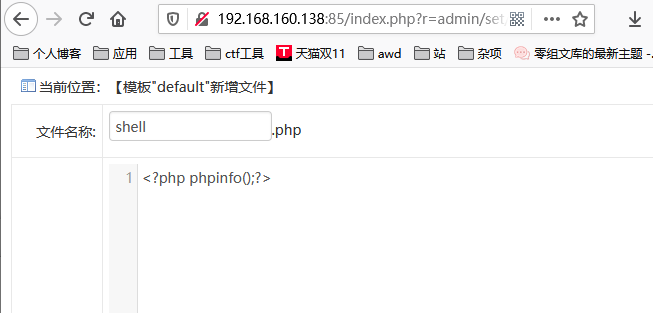 192.168.160.138:85/index.php?r=admin/set
个人博客 应用 工具 ctf工具 T 天猫双11 awd 站 杂项 零组文库的最新主题 -
当前位置：【模板"default"新增文件】
文件名称: shell .php
1 <?php phpinfo();?>